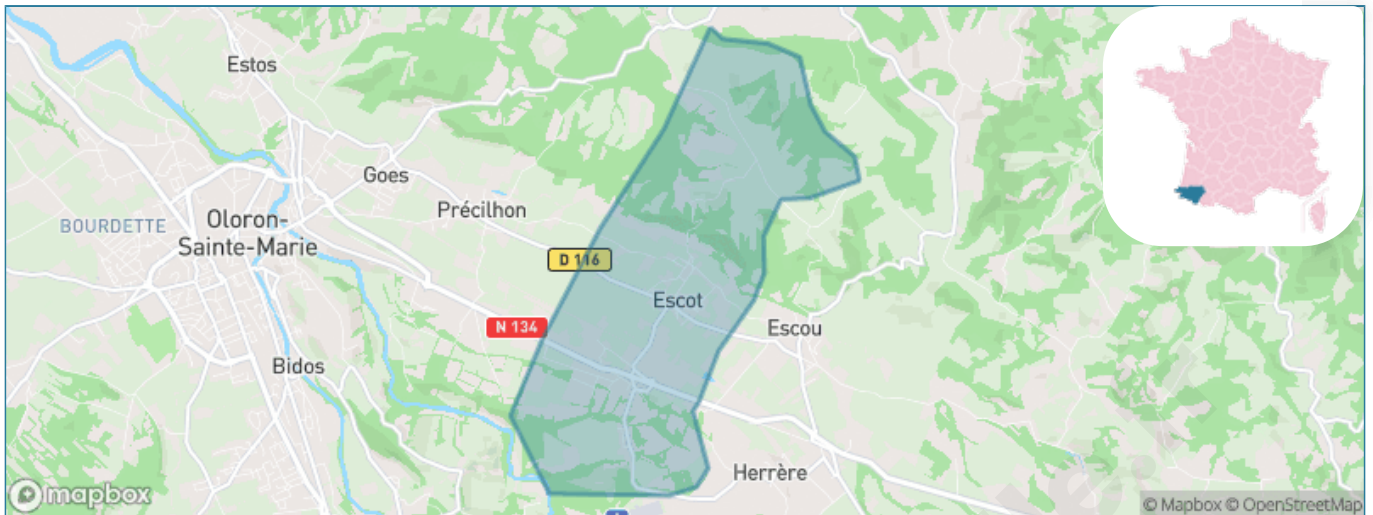 Estos
Goes
Précilhon
BOURDETTE
Oloron-
Sainte-Marie
D 116
Escot
N 134
Escou
Bidos
Herrère
mapbox
© Mapbox © OpenStreetMap